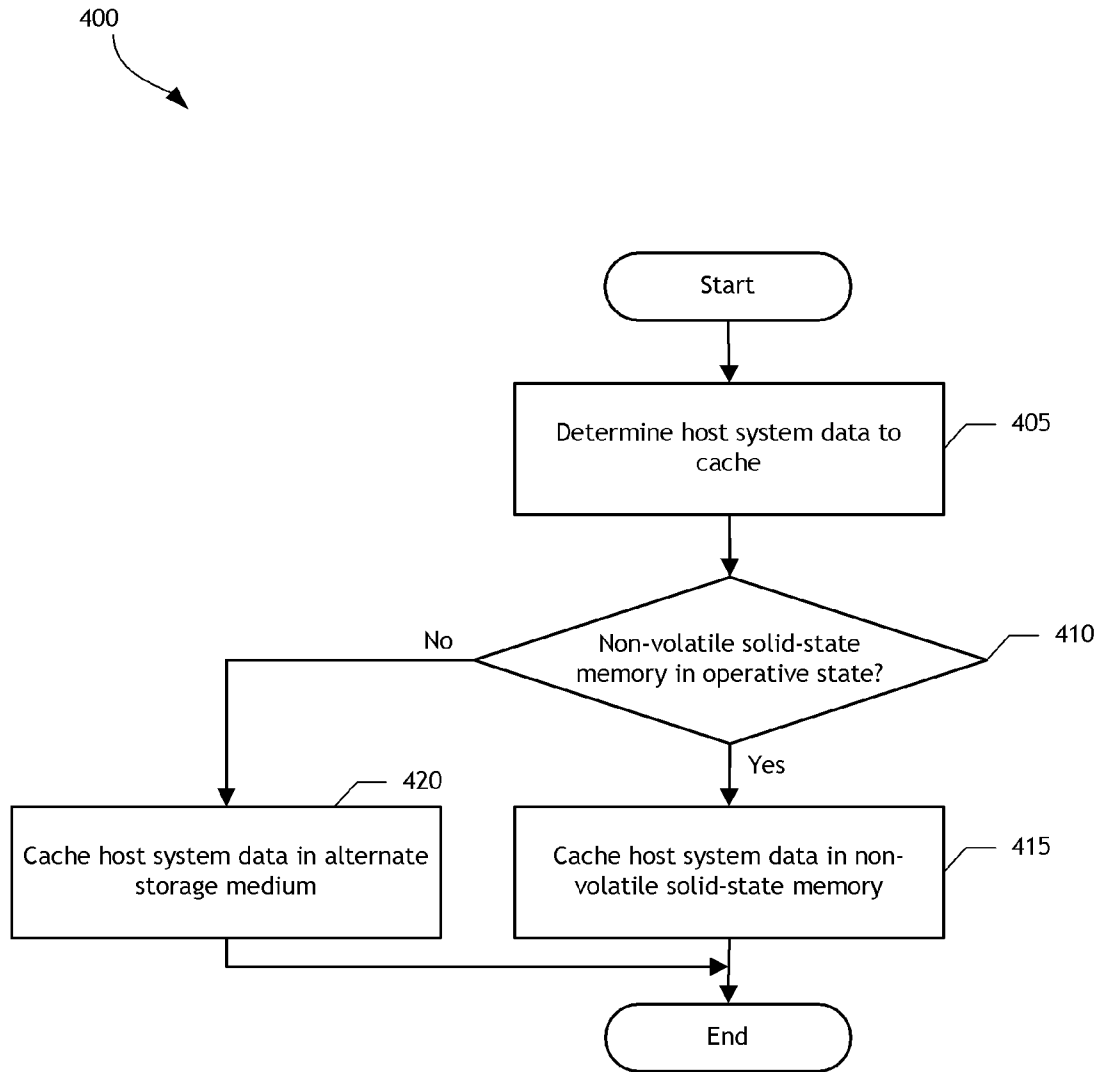 400
Start
Determine host system data to
cache
405
Non-volatile solid-state
memory in operative state?
410
No
Yes
420
Cache host system data in alternate
storage medium
Cache host system data in non-
volatile solid-state memory
415
End